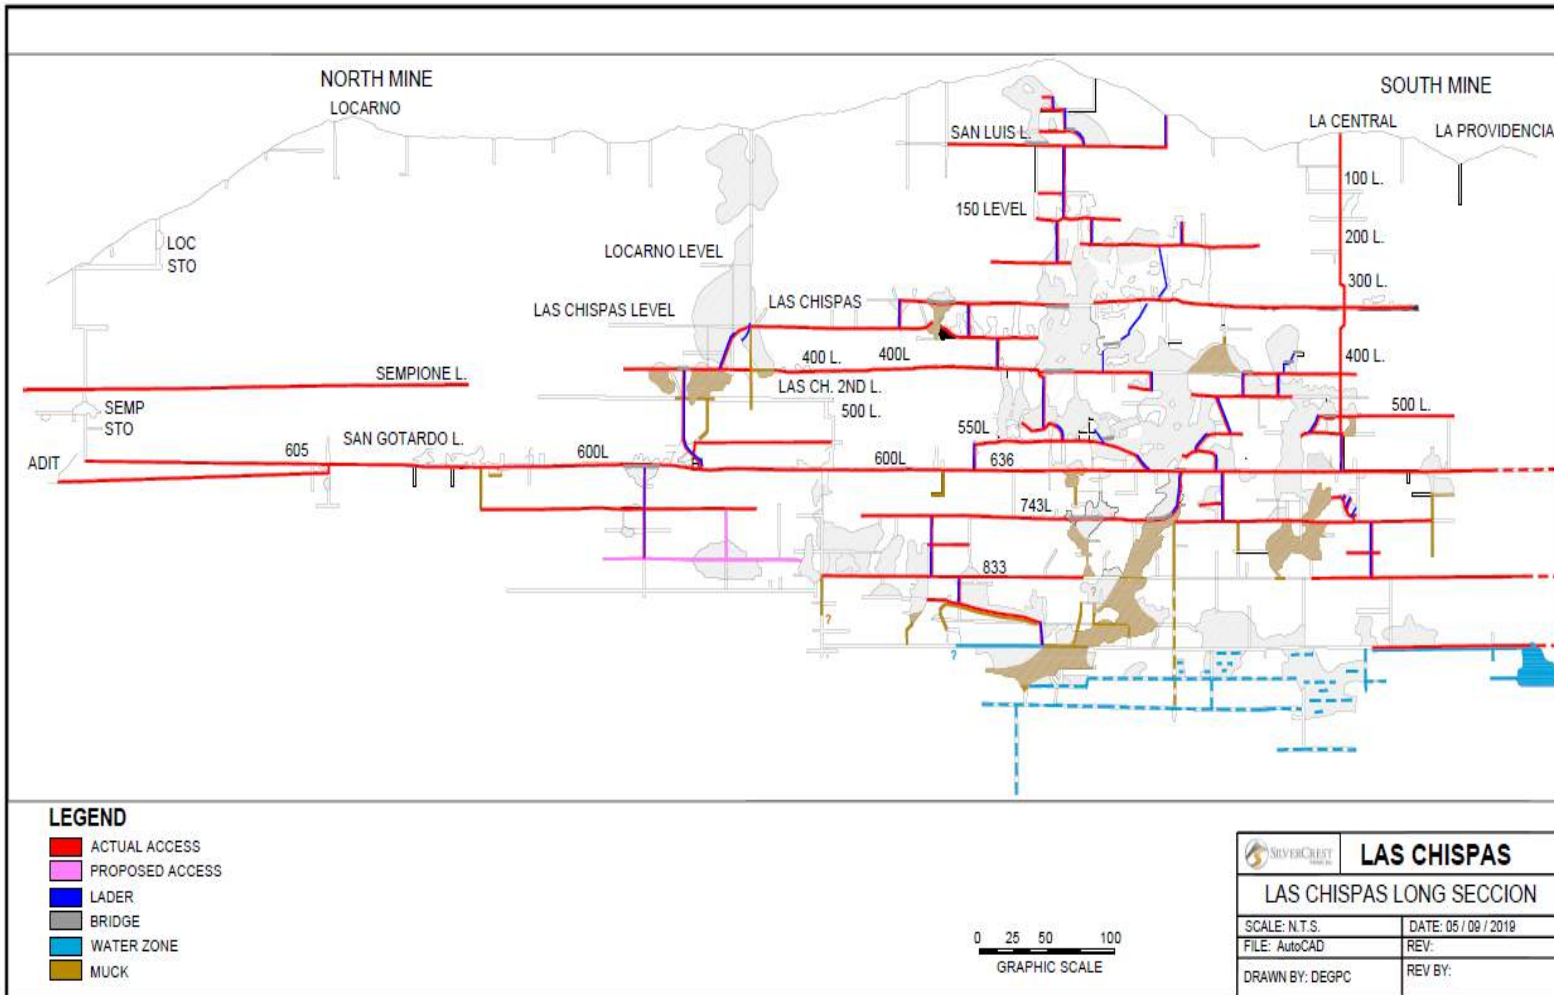 NORTH MINE
LOCARNO
SOUTH MINE
LA CENTRAL
LA PROVIDENCIA
SAN LUIS L.
100 L.
150 LEVEL
200 L.
LOC
STO
LOCARNO LEVEL
300 L.
LAS CHISPAS LEVEL
LAS CHISPAS
400 L.
400L
400 L.
SEMPIONE L.
LAS CH. 2ND L.
SEMP
STO
500 L.
500 L.
550L
SAN GOTARDO L.
605
600L
600L
636
ADIT
743L
833
?
?
?
LEGEND
ACTUAL ACCESS
PROPOSED ACCESS
LADER
BRIDGE
WATER ZONE
MUCK
0 25 50 100
GRAPHIC SCALE
SILVERCREST
LAS CHISPAS
LAS CHISPAS LONG SECCION
SCALE: N.T.S.
DATE: 05 / 09 / 2019
FILE: AutoCAD
REV:
DRAWN BY: DEGPC
REV BY: